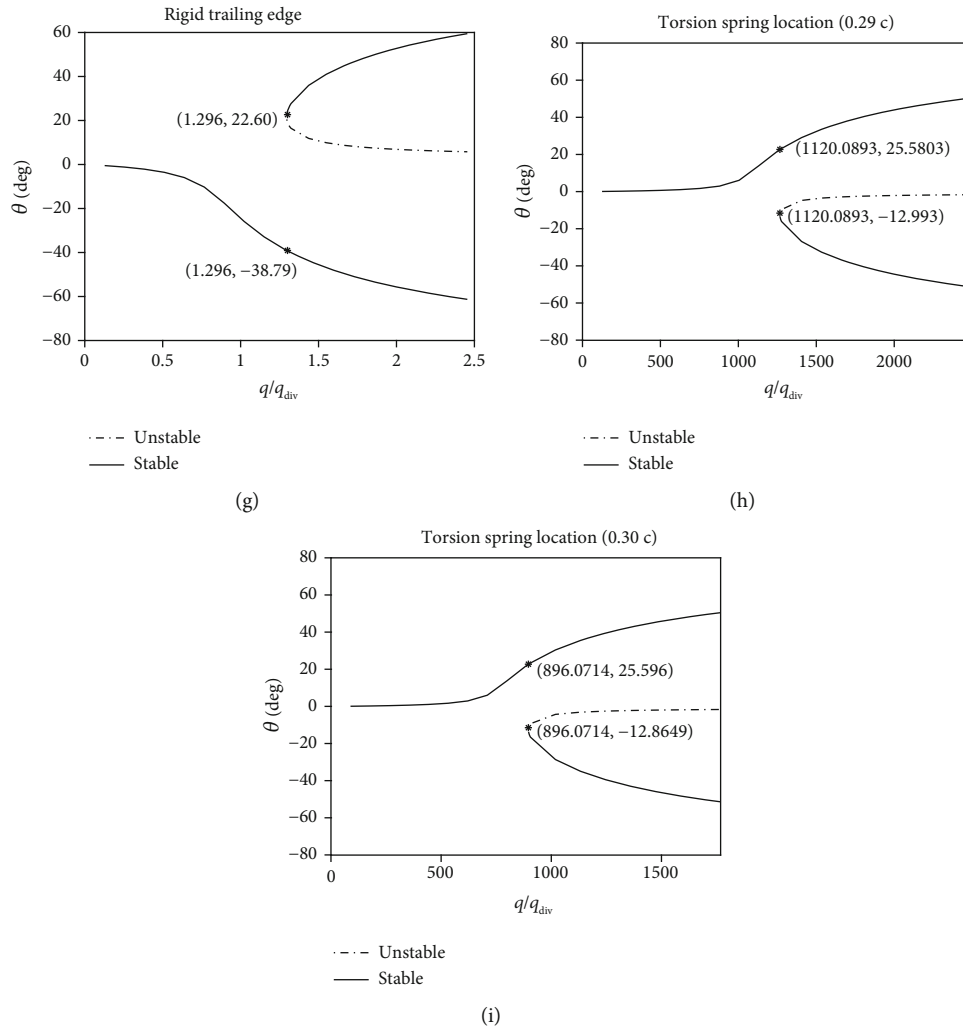 Rigid trailing edge
60
40
20
0
−20
−40
−60
−80
θ (deg)
(1.296, 22.60)
(1.296, −38.79)
0
0.5
1
1.5
2
2.5
q/q_div
Unstable
Stable
(g)
Torsion spring location (0.29 c)
80
60
40
20
0
−20
−40
−60
−80
θ (deg)
(1120.0893, 25.5803)
(1120.0893, −12.993)
0
500
1000
1500
2000
q/q_div
Unstable
Stable
(h)
Torsion spring location (0.30 c)
80
60
40
20
0
−20
−40
−60
−80
θ (deg)
(896.0714, 25.596)
(896.0714, −12.8649)
0
500
1000
1500
q/q_div
Unstable
Stable
(i)